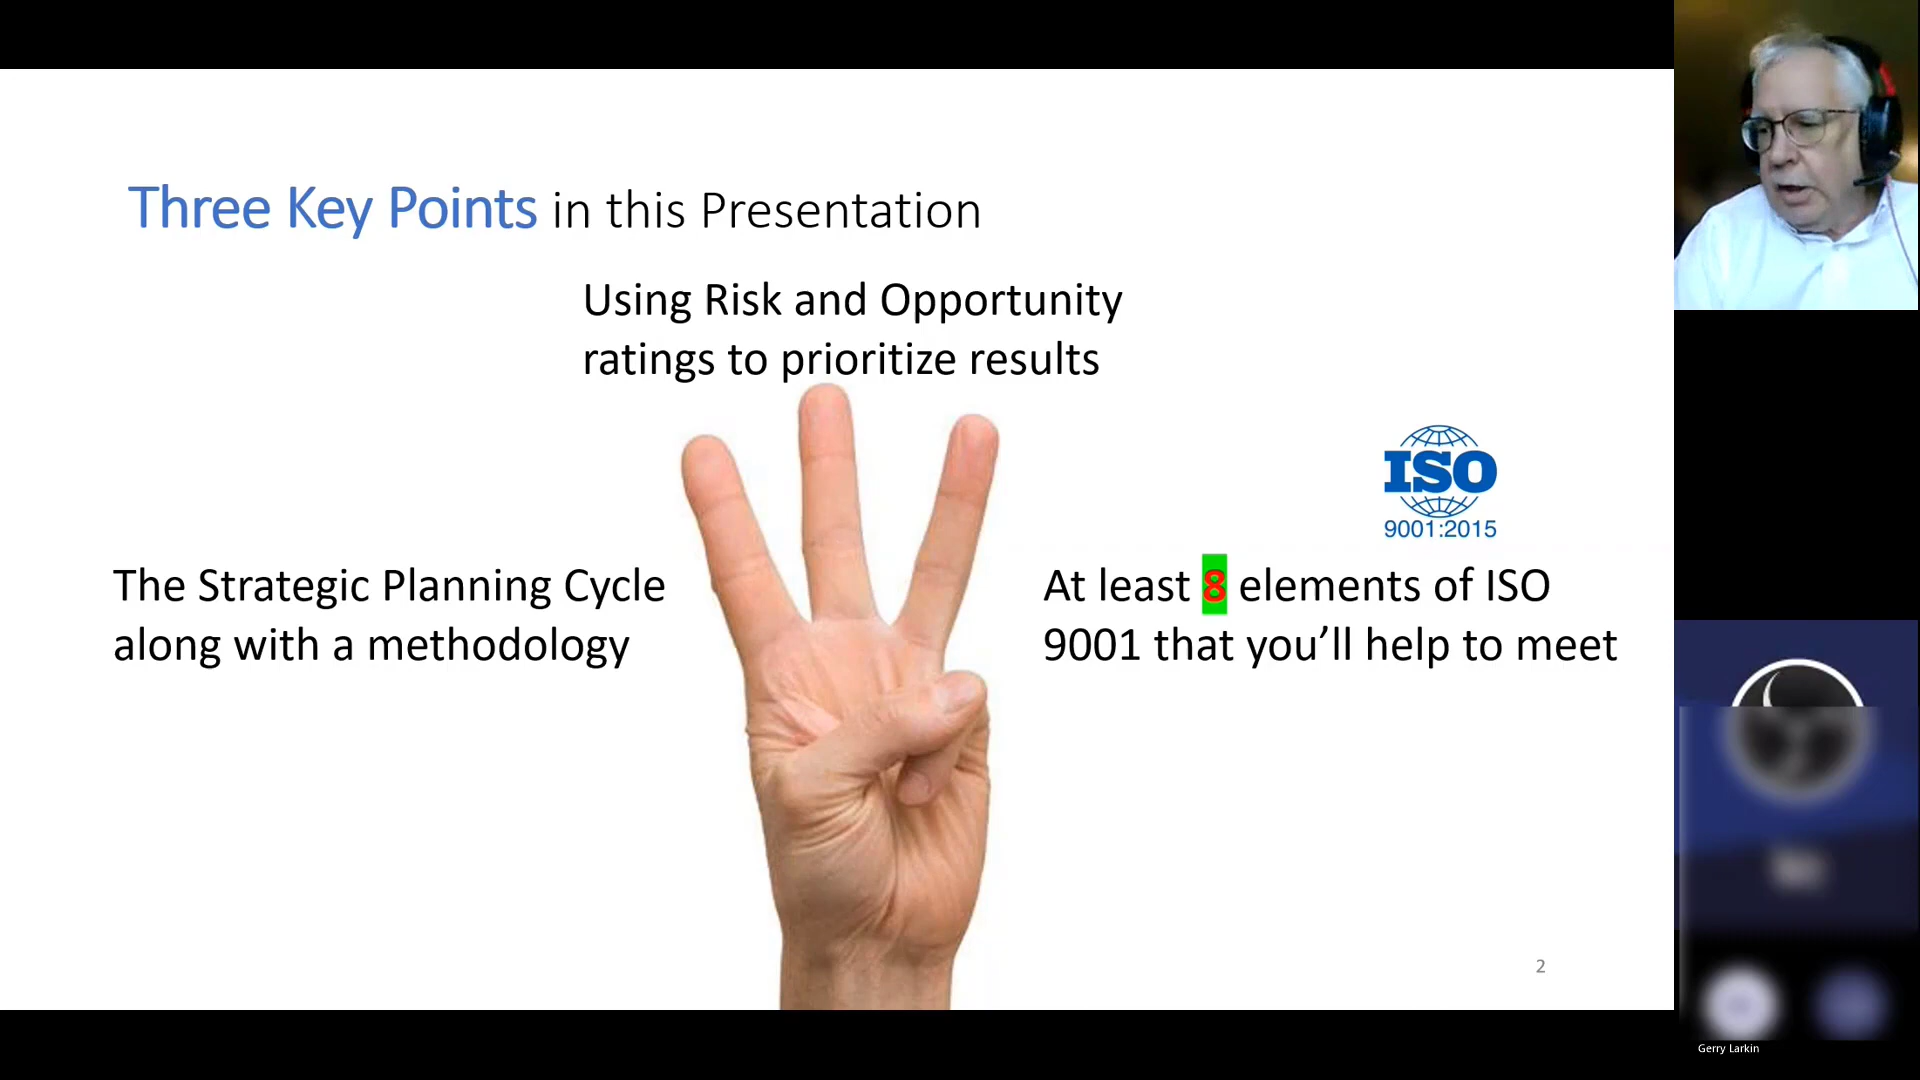 Three Key Points in this Presentation
Using Risk and Opportunity
ratings to prioritize results
ISO
9001:2015
The Strategic Planning Cycle
along with a methodology
At least 8 elements of ISO
9001 that you’ll help to meet
2
Gerry Larkin